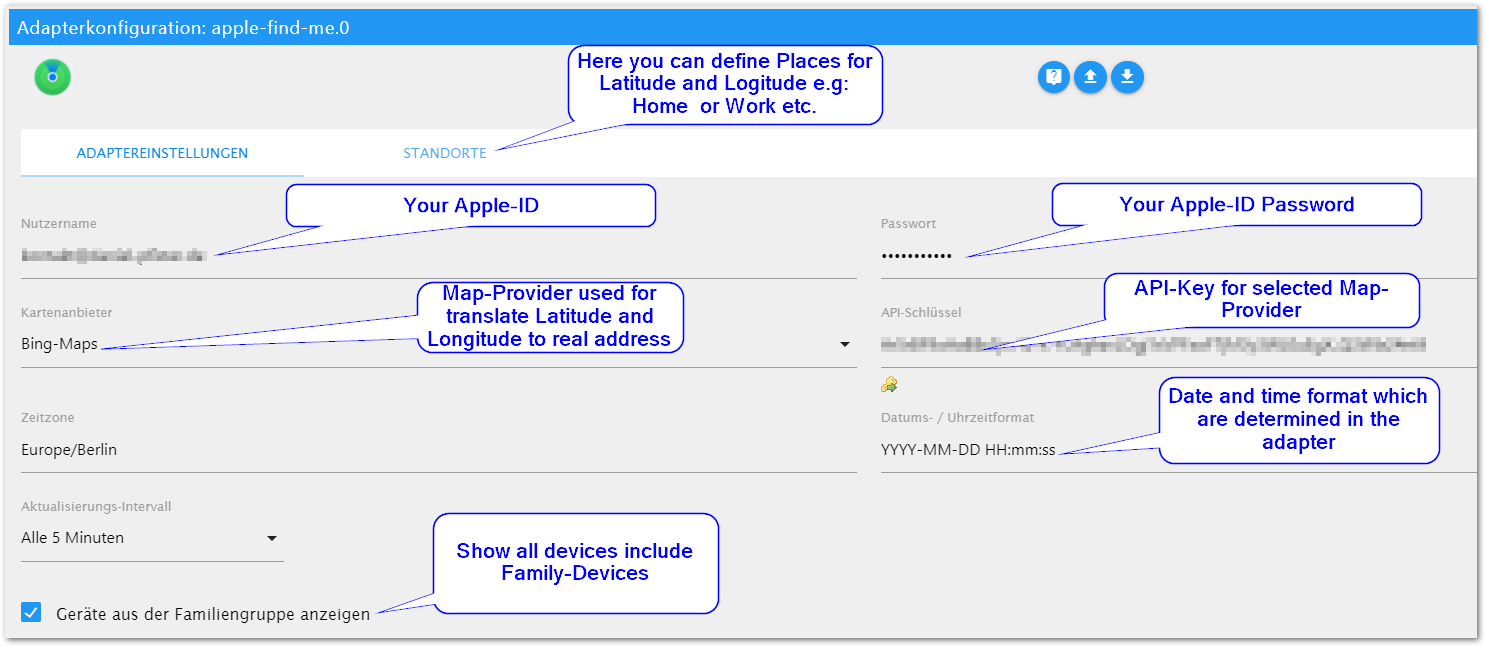 Adapterkonfiguration: apple-find-me.0
Here you can define Places for
Latitude and Logitude e.g:
Home or Work etc.
ADAPTEREINSTELLUNGEN
STANDORTE
Your Apple-ID
Your Apple-ID Password
Nutzername
Passwort
•••••••••••
Map-Provider used for
translate Latitude and
Longitude to real address
API-Key for selected Map-
Provider
Kartenanbieter
API-Schlüssel
Bing-Maps
Date and time format which
are determined in the
adapter
Zeitzone
Datums- / Uhrzeitformat
Europe/Berlin
YYYY-MM-DD HH:mm:ss
Aktualisierungs-Intervall
Alle 5 Minuten
Show all devices include
Family-Devices
Geräte aus der Familiengruppe anzeigen